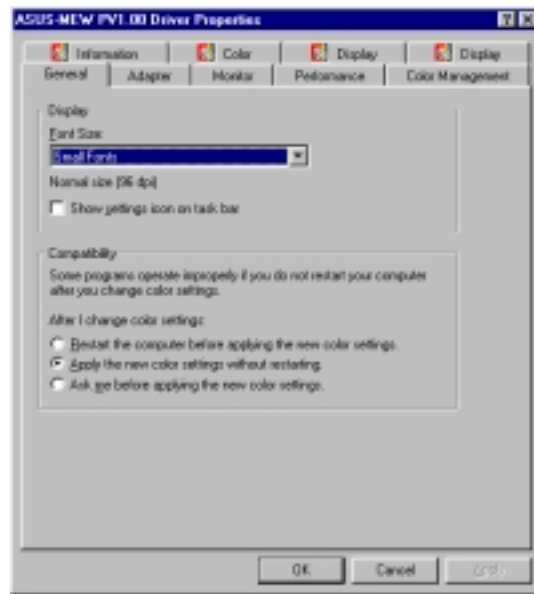 ASUS-MEW PV1.00 Driver Properties
Information Color Display Display
General Adapter Monitor Performance Color Management
Display
Font Size:
Small Fonts
Normal size (96 dpi)
Show settings icon on task bar
Compatibility
Some programs operate improperly if you do not restart your computer
after you change color settings.
After I change color settings:
Restart the computer before applying the new color settings.
Apply the new color settings without restarting.
Ask me before applying the new color settings.
OK Cancel Apply